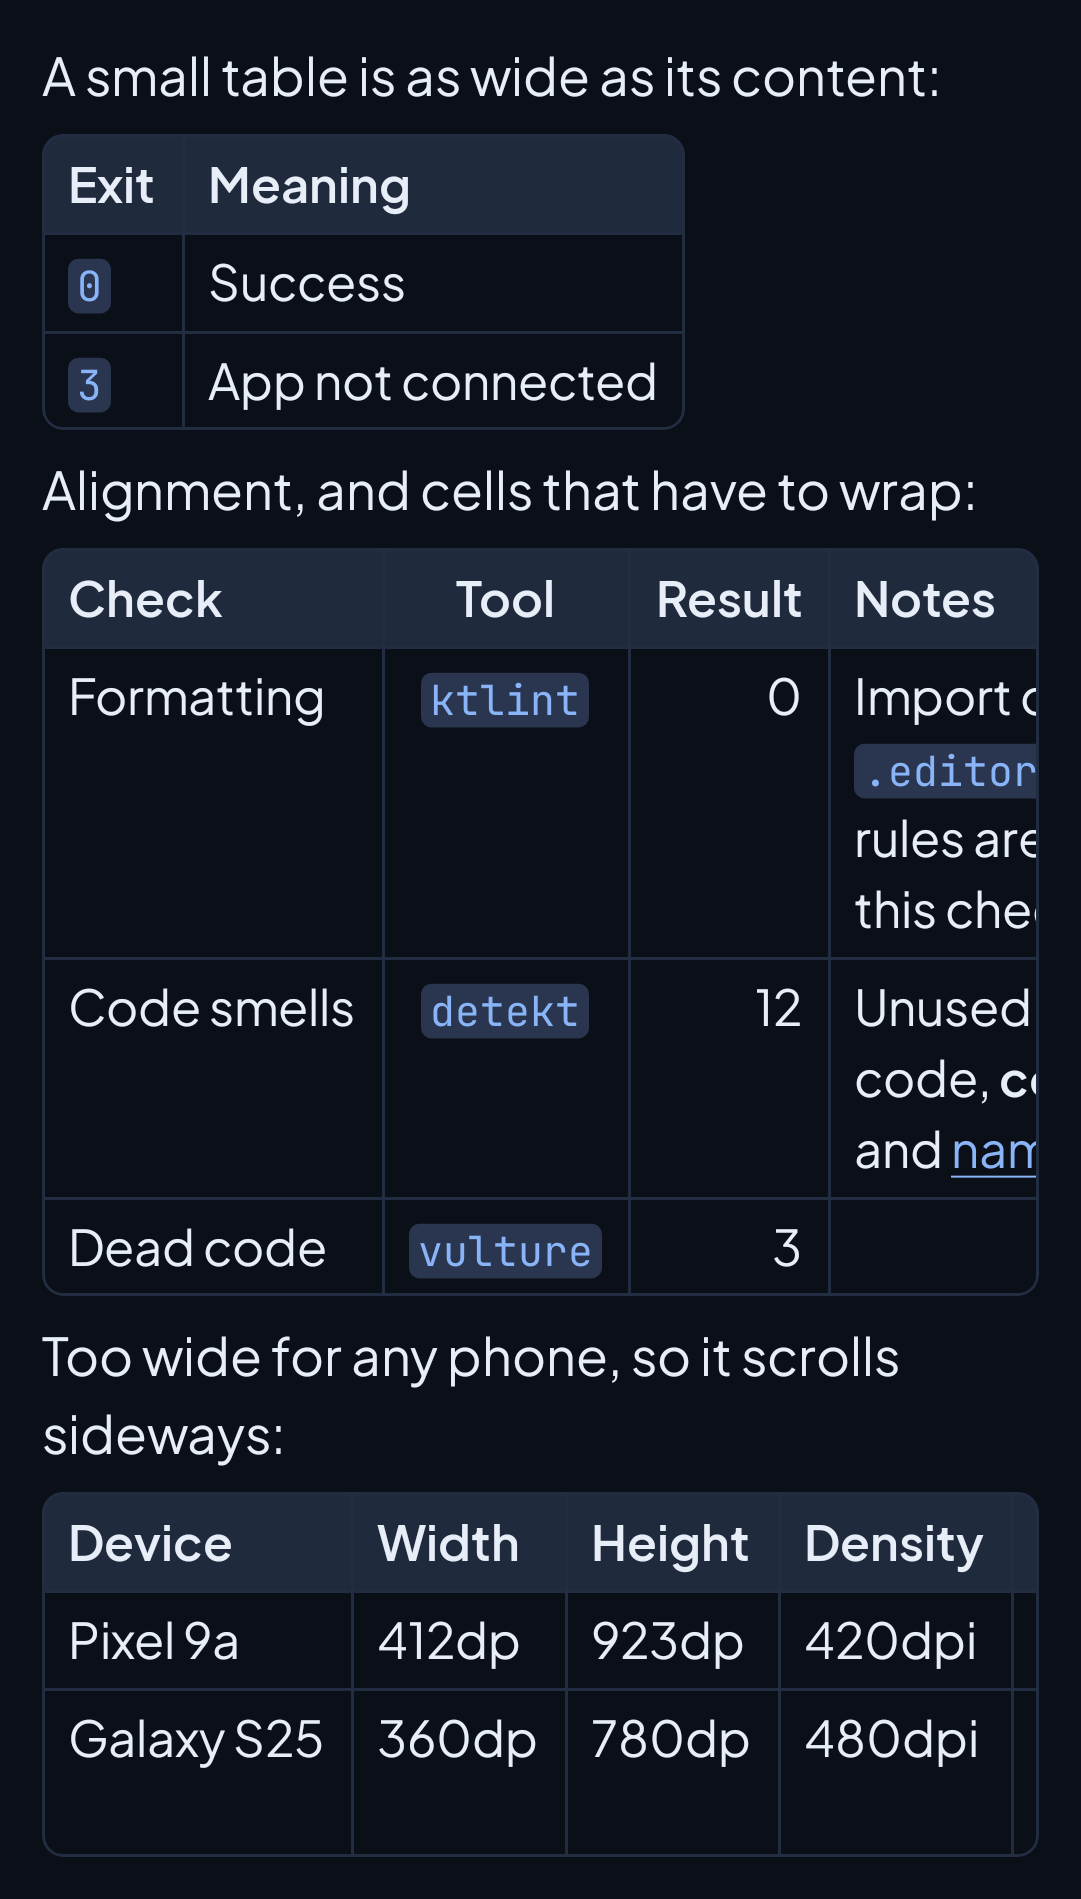 A small table is as wide as its content:
Exit Meaning
0 Success
3 App not connected
Alignment, and cells that have to wrap:
Check Tool Result Notes
Formatting ktlint 0 Import
.editor
rules are
this
Code smells detekt 12 Unused
code,
and
Dead code vulture 3
Too wide for any phone, so it scrolls
sideways:
Device Width Height Density
Pixel 9a 412dp 923dp 420dpi
Galaxy S25 360dp 780dp 480dpi